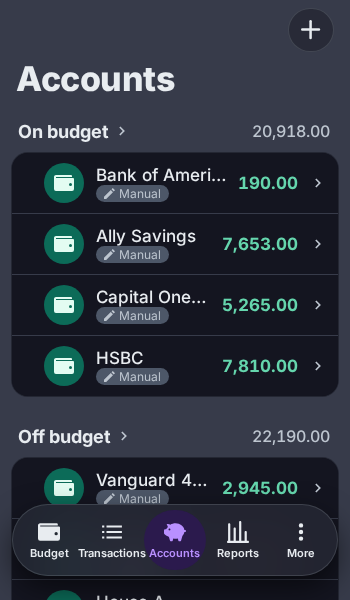 Accounts
On budget 20,918.00
Bank of Ameri... 190.00
Manual
Ally Savings 7,653.00
Manual
Capital One... 5,265.00
Manual
HSBC 7,810.00
Manual
Off budget 22,190.00
Vanguard 4... 2,945.00
Manual
Budget Transactions Accounts Reports More